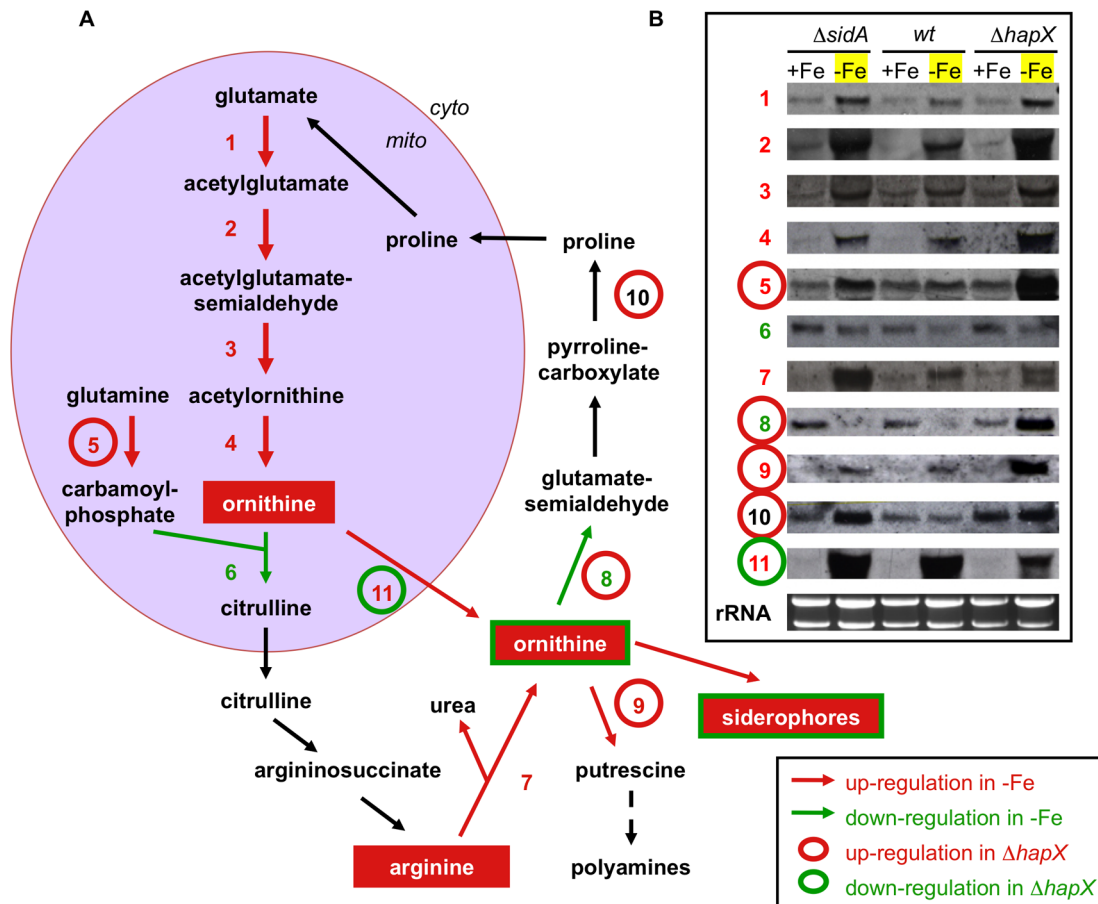 A
glutamate
cyto
mito
1
acetylglutamate
2
proline
proline
10
acetylglutamate-
semialdehyde
3
pyrroline-
carboxylate
glutamine
acetylornithine
5
4
carbamoyl-
phosphate
ornithine
glutamate-
semialdehyde
6
11
8
citrulline
ornithine
citrulline
urea
9
siderophores
argininosuccinate
7
putrescine
arginine
polyamines
B
ΔsidA wt ΔhapX
+Fe -Fe +Fe -Fe +Fe -Fe
1
2
3
4
5
6
7
8
9
10
11
rRNA
up-regulation in -Fe
down-regulation in -Fe
up-regulation in ΔhapX
down-regulation in ΔhapX